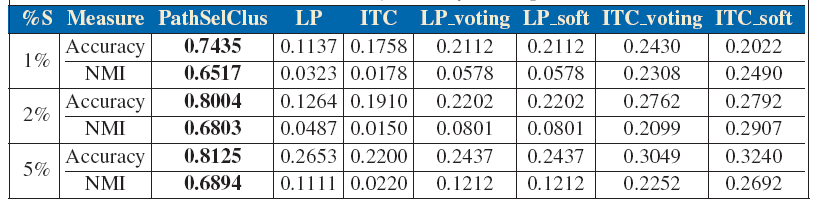 %S Measure PathSelClus LP ITC LP_voting LP_soft ITC_voting ITC_soft
1% Accuracy 0.7435 0.1137 0.1758 0.2112 0.2112 0.2430 0.2022
NMI 0.6517 0.0323 0.0178 0.0578 0.0578 0.2308 0.2490
2% Accuracy 0.8004 0.1264 0.1910 0.2202 0.2202 0.2762 0.2792
NMI 0.6803 0.0487 0.0150 0.0801 0.0801 0.2099 0.2907
5% Accuracy 0.8125 0.2653 0.2200 0.2437 0.2437 0.3049 0.3240
NMI 0.6894 0.1111 0.0220 0.1212 0.1212 0.2252 0.2692